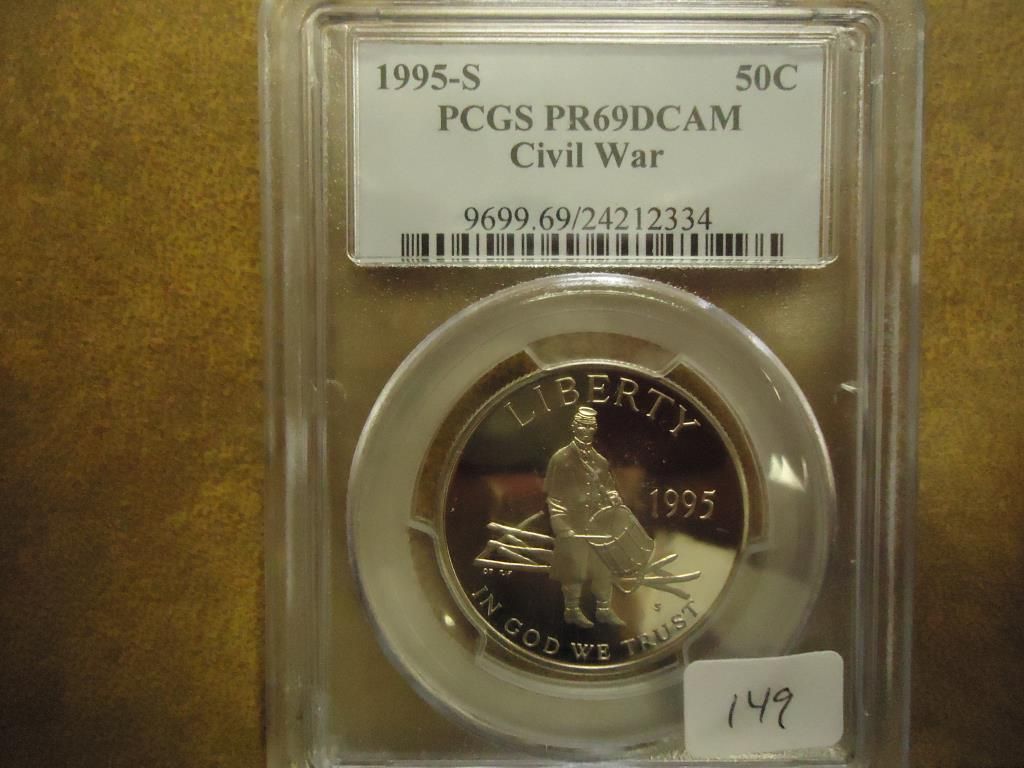 1995-S 50C
PCGS PR69DCAM
Civil War
9699.69/24212334
LIBERTY
1995
S
IN GOD WE TRUST
149